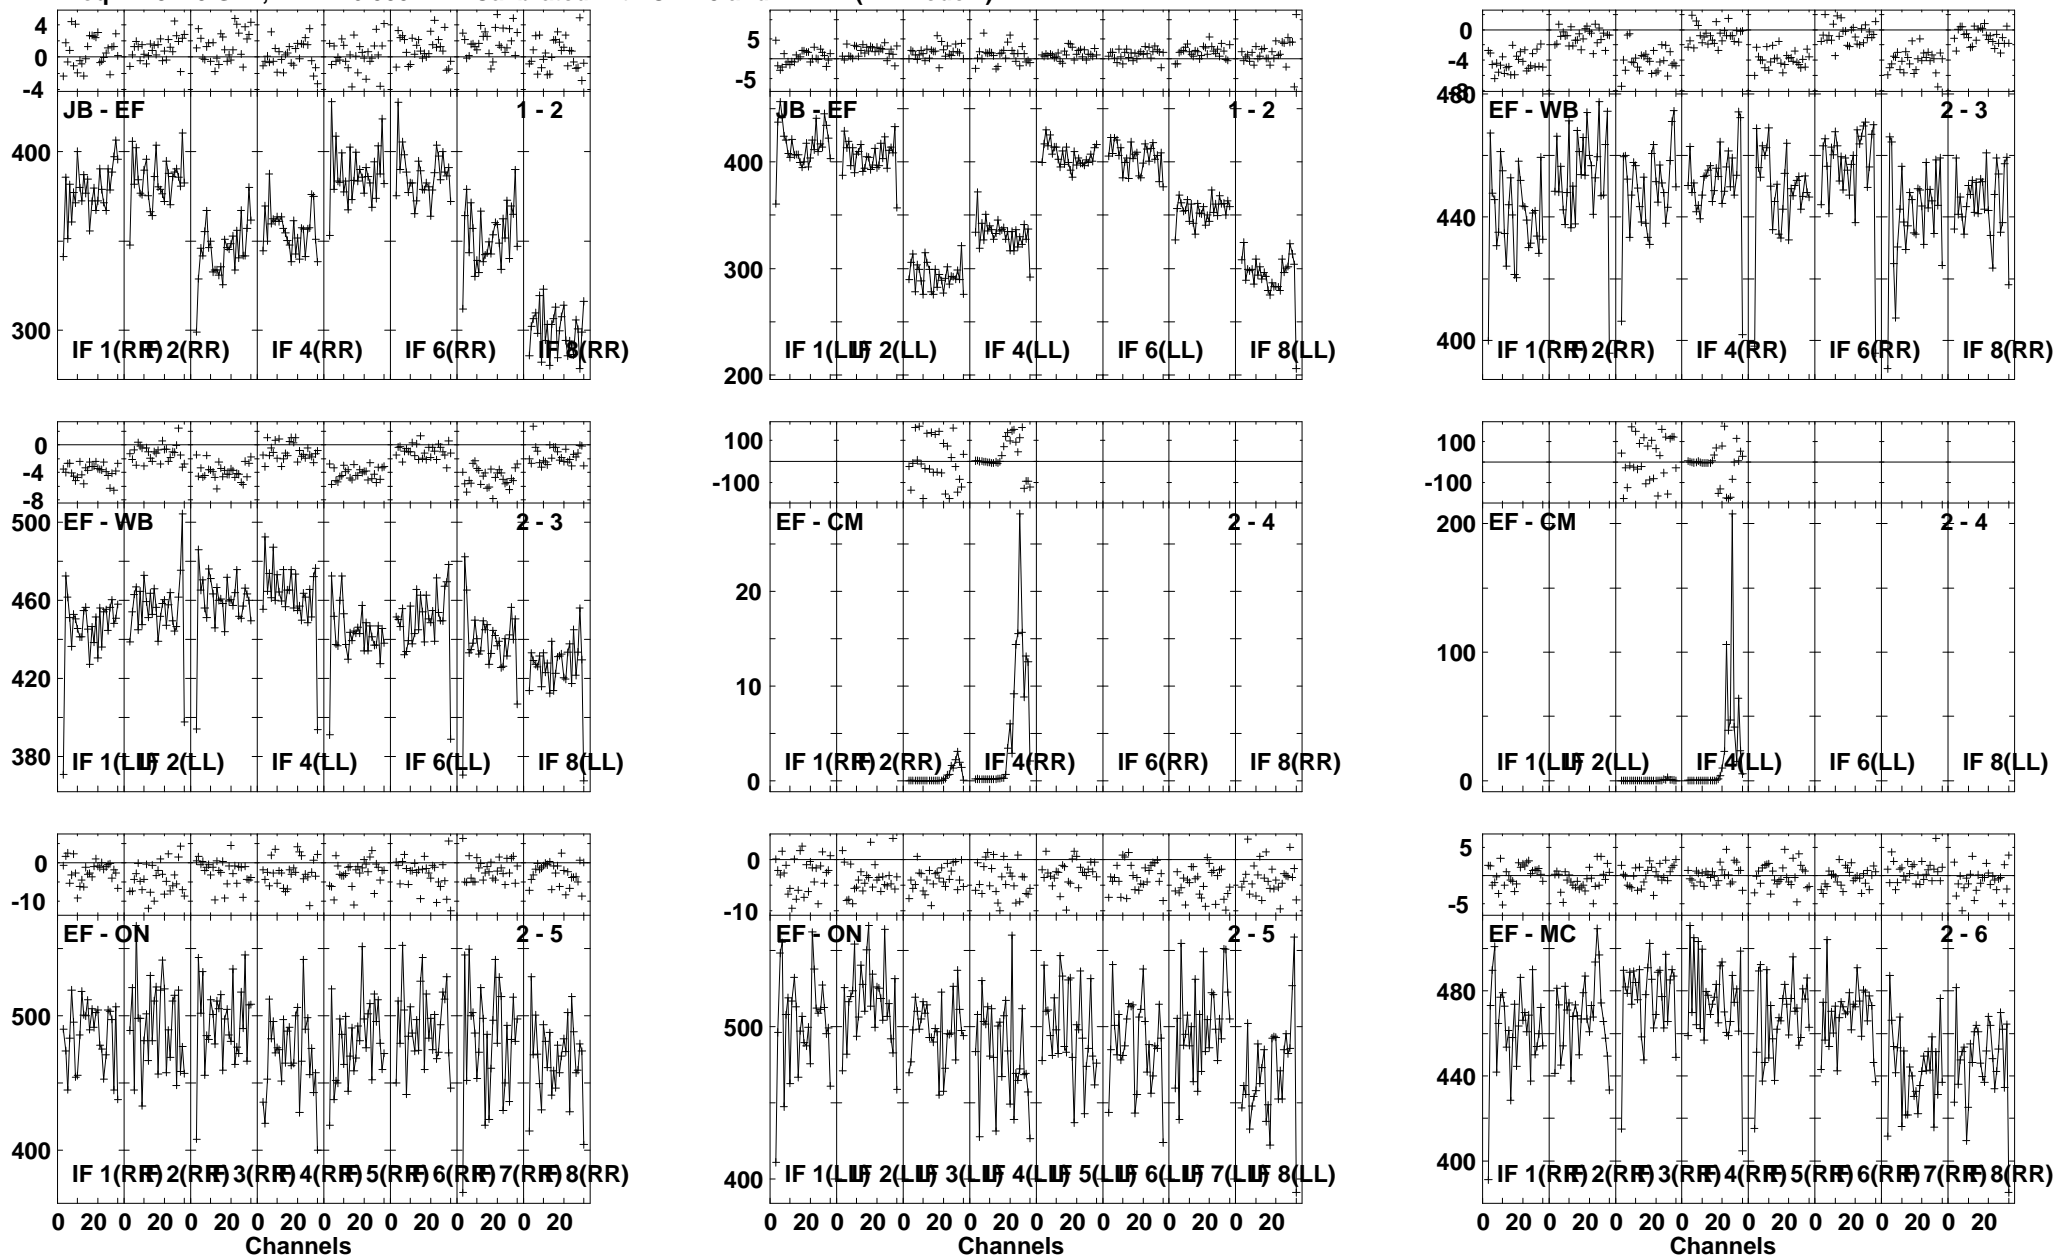 4
0
-4
JB - EF 1 - 2
400
300
IF 1(RR) IF 2(RR) IF 4(RR) IF 6(RR) IF 8(RR)
5
-5
JB - EF 1 - 2
400
300
200
IF 1(LL) IF 2(LL) IF 4(LL) IF 6(LL) IF 8(LL)
0
-4
-8
EF - WB 2 - 3
480
440
400
IF 1(RR) IF 2(RR) IF 4(RR) IF 6(RR) IF 8(RR)
0
-4
-8
EF - WB 2 - 3
500
460
420
380
IF 1(LL) IF 2(LL) IF 4(LL) IF 6(LL) IF 8(LL)
100
-100
EF - CM 2 - 4
20
10
0
IF 1(RR) IF 2(RR) IF 4(RR) IF 6(RR) IF 8(RR)
100
-100
EF - CM 2 - 4
200
100
0
IF 1(LL) IF 2(LL) IF 4(LL) IF 6(LL) IF 8(LL)
0
-10
EF - ON 2 - 5
500
400
IF 1(RR) IF 2(RR) IF 3(RR) IF 4(RR) IF 5(RR) IF 6(RR) IF 7(RR) IF 8(RR)
0 20 0 20 0 20 0 20 0 20 0 20 0 20 0 20
Channels
0
-10
EF - ON 2 - 5
500
400
IF 1(LL) IF 2(LL) IF 3(LL) IF 4(LL) IF 5(LL) IF 6(LL) IF 7(LL) IF 8(LL)
0 20 0 20 0 20 0 20 0 20 0 20 0 20 0 20
Channels
5
-5
EF - MC 2 - 6
480
440
400
IF 1(RR) IF 2(RR) IF 3(RR) IF 4(RR) IF 5(RR) IF 6(RR) IF 7(RR) IF 8(RR)
0 20 0 20 0 20 0 20 0 20 0 20 0 20 0 20
Channels